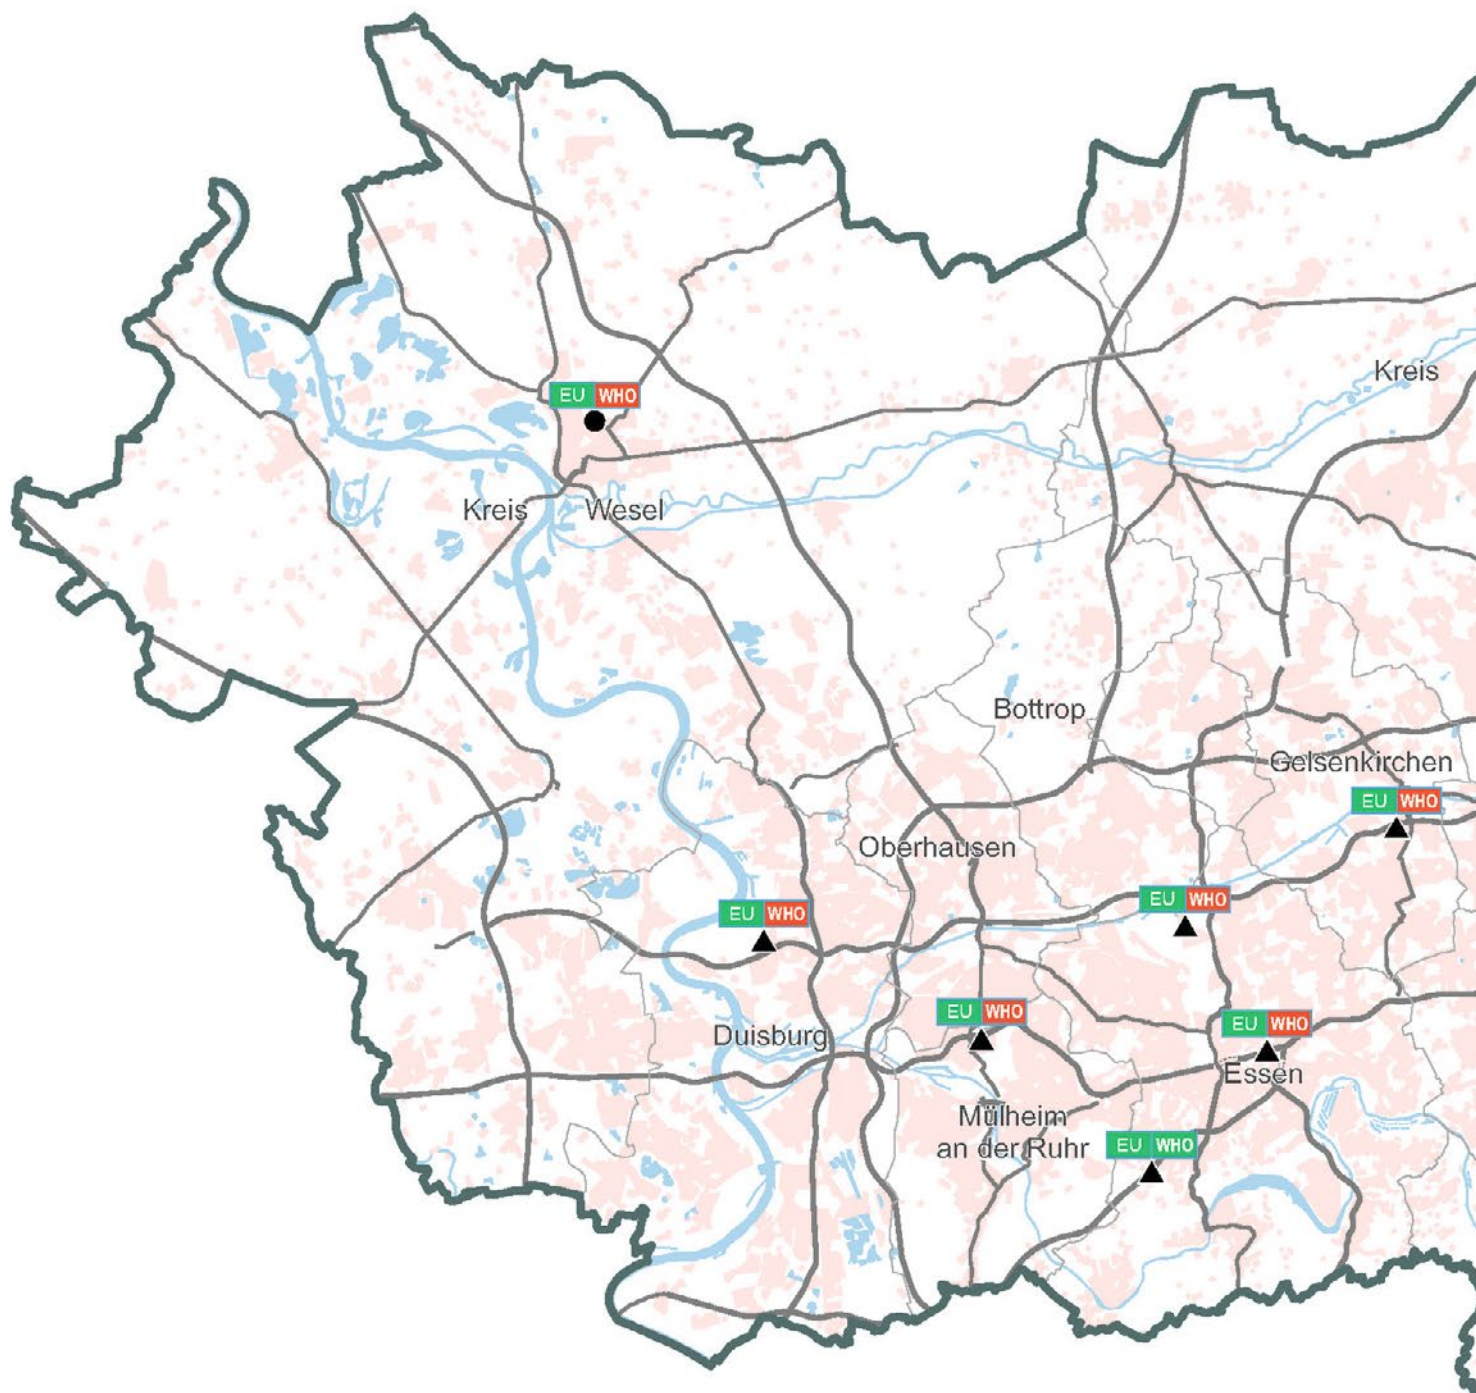 Kreis
EU WHO
Kreis Wesel
Bottrop
Gelsenkirchen
EU WHO
Oberhausen
EU WHO
EU WHO
EU WHO
EU WHO
Duisburg
Essen
Mülheim
an der Ruhr
EU WHO